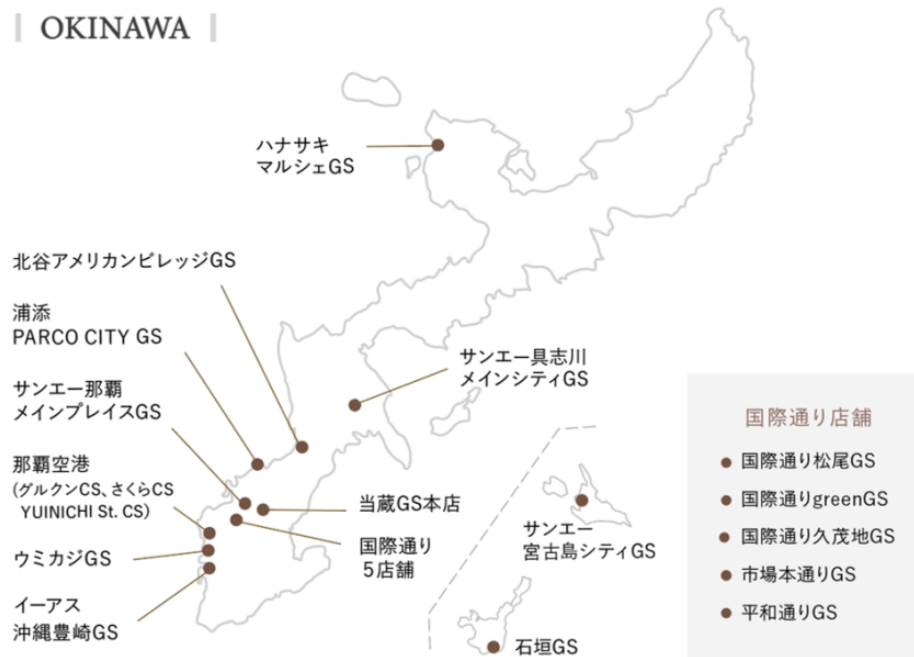 OKINAWA
ハナサキ
マルシェGS
北谷アメリカンビレッジGS
浦添
PARCO CITY GS
サンエー那覇
メインプレイスGS
那覇空港
(グルクンCS、さくらCS
YUINICHI St. CS)
ウミカジGS
イーアス
沖縄豊崎GS
サンエー具志川
メインシティGS
当蔵GS本店
国際通り
5店舗
サンエー
宮古島シティGS
石垣GS
国際通り店舗
国際通り松尾GS
国際通りgreenGS
国際通り久茂地GS
市場本通りGS
平和通りGS